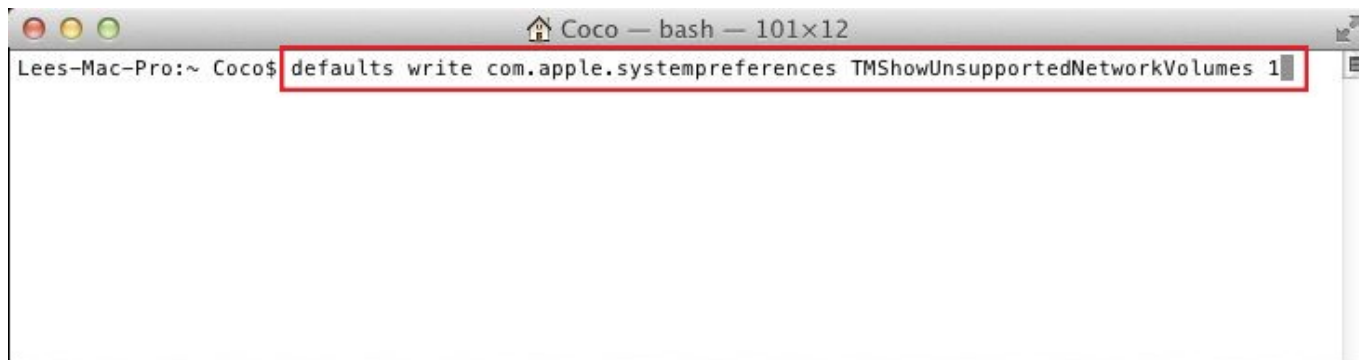 Coco — bash — 101×12
Lees-Mac-Pro:~ Coco$ defaults write com.apple.systempreferences TMShowUnsupportedNetworkVolumes 1